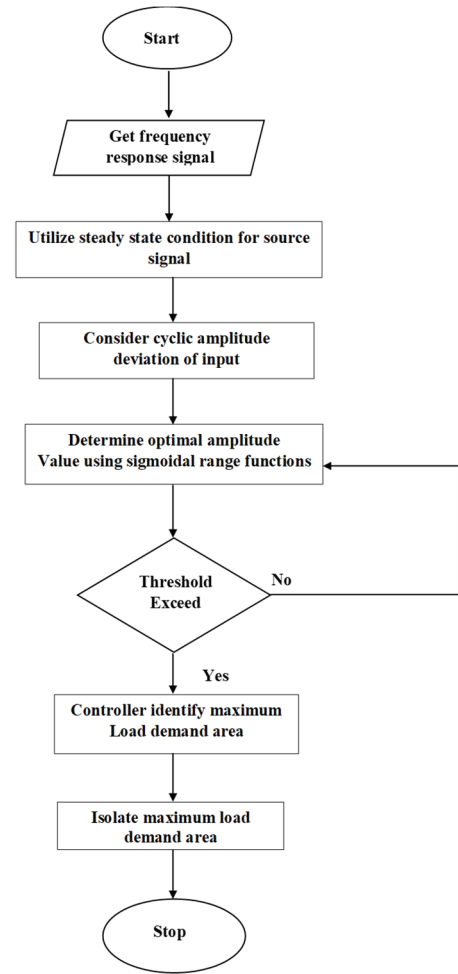 Start
Get frequency
response signal
Utilize steady state condition for source
signal
Consider cyclic amplitude
deviation of input
Determine optimal amplitude
Value using sigmoidal range functions
Threshold
Exceed
No
Yes
Controller identify maximum
Load demand area
Isolate maximum load
demand area
Stop